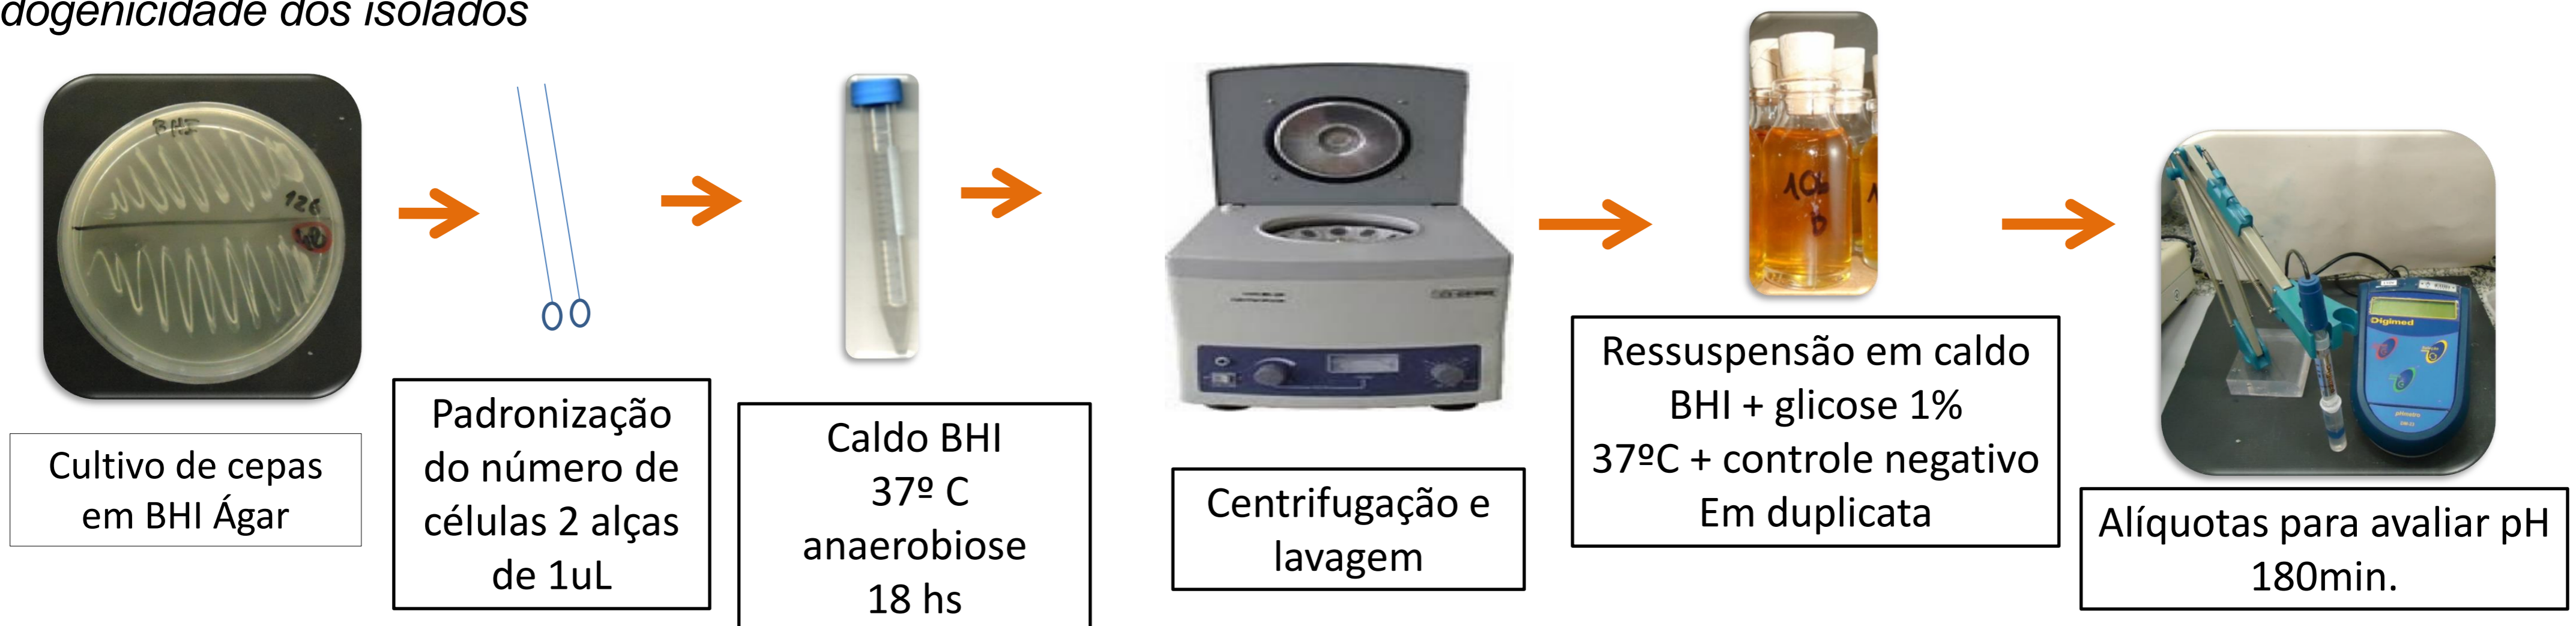 dogenicidade dos isolados
BHI
126
10b
b
Digimed
pHmetro
Cultivo de cepas
em BHI Ágar
Padronização
do número de
células 2 alças
de 1uL
Caldo BHI
37º C
anaerobiose
18 hs
Centrifugação e
lavagem
Ressuspensão em caldo
BHI + glicose 1%
37ºC + controle negativo
Em duplicata
Alíquotas para avaliar pH
180min.